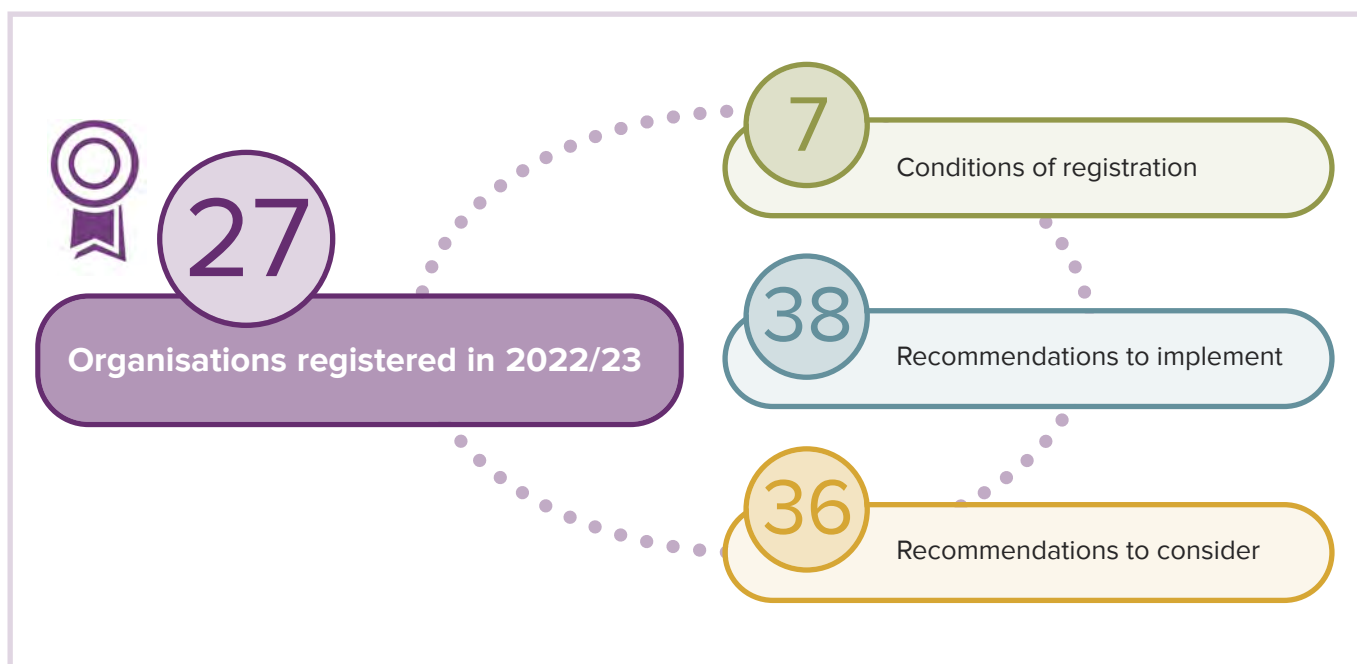 27
Organisations registered in 2022/23
7
Conditions of registration
38
Recommendations to implement
36
Recommendations to consider